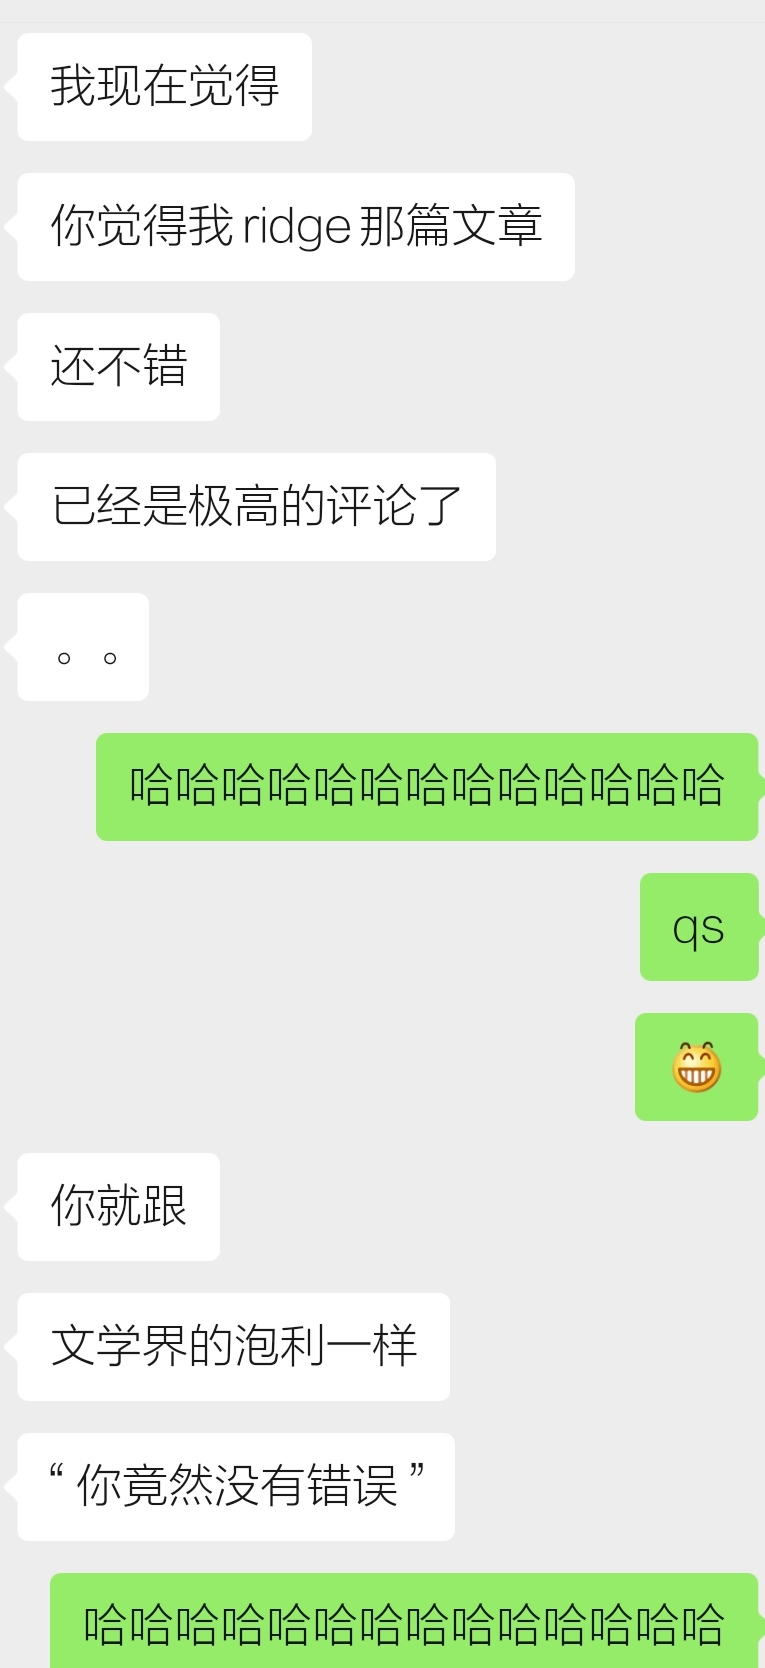 我现在觉得
你觉得我 ridge 那篇文章
还不错
已经是极高的评论了
。。
哈哈哈哈哈哈哈哈哈哈哈哈哈
qs
😁
你就跟
文学界的泡利一样
“ 你竟然没有错误 ”
哈哈哈哈哈哈哈哈哈哈哈哈哈哈